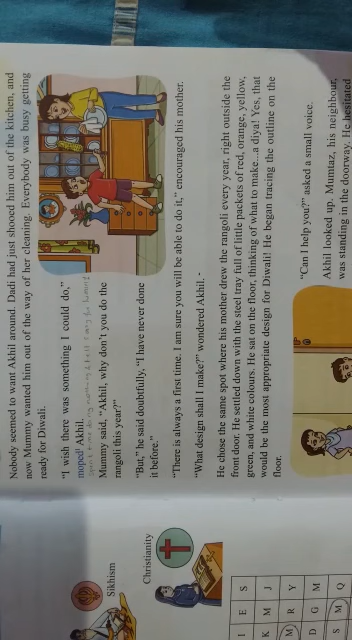 Nobody seemed to want Akhil around. Dadi had just shooed him out of the kitchen, and
now Mummy wanted him out of the way of her cleaning. Everybody was busy getting
ready for Diwali.
"I wish there was something I could do,"
moped¹ Akhil.
Mummy said, "Akhil, why don't you do the
rangoli this year?"
"But," he said doubtfully, "I have never done
it before."
"There is always a first time. I am sure you will be able to do it," encouraged his mother.
"What design shall I make?" wondered Akhil.
He chose the same spot where his mother drew the rangoli every year, right outside the
front door. He settled down with the steel tray full of little packets of red, orange, yellow,
green, and white colours. He sat on the floor, thinking of what to make...a diya! Yes, that
would be the most appropriate design for Diwali! He began tracing the outline on the
floor.
"Can I help you?" asked a small voice.
Akhil looked up. Mumtaz, his neighbour,
was standing in the doorway. He hesitated
Sikhism
Christianity
I E S
K M J
M R Y
D G M
S M Q